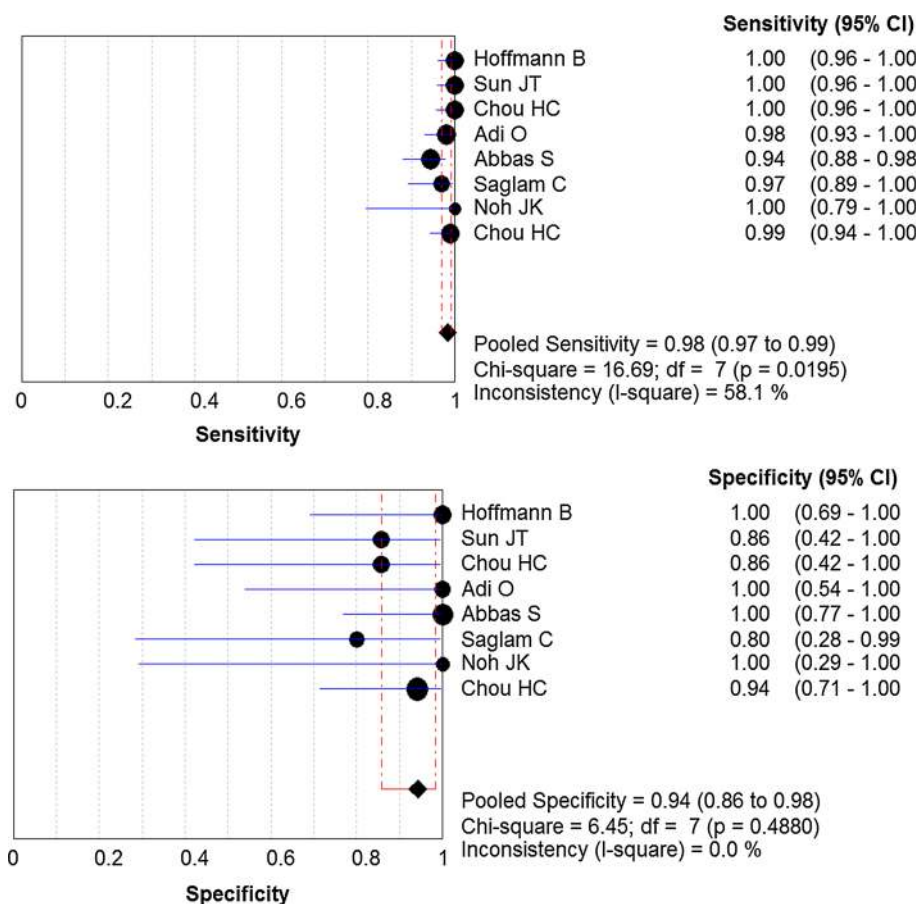 Sensitivity (95% CI)
Hoffmann B 1.00 (0.96 - 1.00
Sun JT 1.00 (0.96 - 1.00
Chou HC 1.00 (0.96 - 1.00
Adi O 0.98 (0.93 - 1.00
Abbas S 0.94 (0.88 - 0.98
Saglam C 0.97 (0.89 - 1.00
Noh JK 1.00 (0.79 - 1.00
Chou HC 0.99 (0.94 - 1.00
Pooled Sensitivity = 0.98 (0.97 to 0.99)
Chi-square = 16.69; df = 7 (p = 0.0195)
Inconsistency (I-square) = 58.1 %
0 0.2 0.4 0.6 0.8 1
Sensitivity
Specificity (95% CI)
Hoffmann B 1.00 (0.69 - 1.00
Sun JT 0.86 (0.42 - 1.00
Chou HC 0.86 (0.42 - 1.00
Adi O 1.00 (0.54 - 1.00
Abbas S 1.00 (0.77 - 1.00
Saglam C 0.80 (0.28 - 0.99
Noh JK 1.00 (0.29 - 1.00
Chou HC 0.94 (0.71 - 1.00
Pooled Specificity = 0.94 (0.86 to 0.98)
Chi-square = 6.45; df = 7 (p = 0.4880)
Inconsistency (I-square) = 0.0 %
0 0.2 0.4 0.6 0.8 1
Specificity